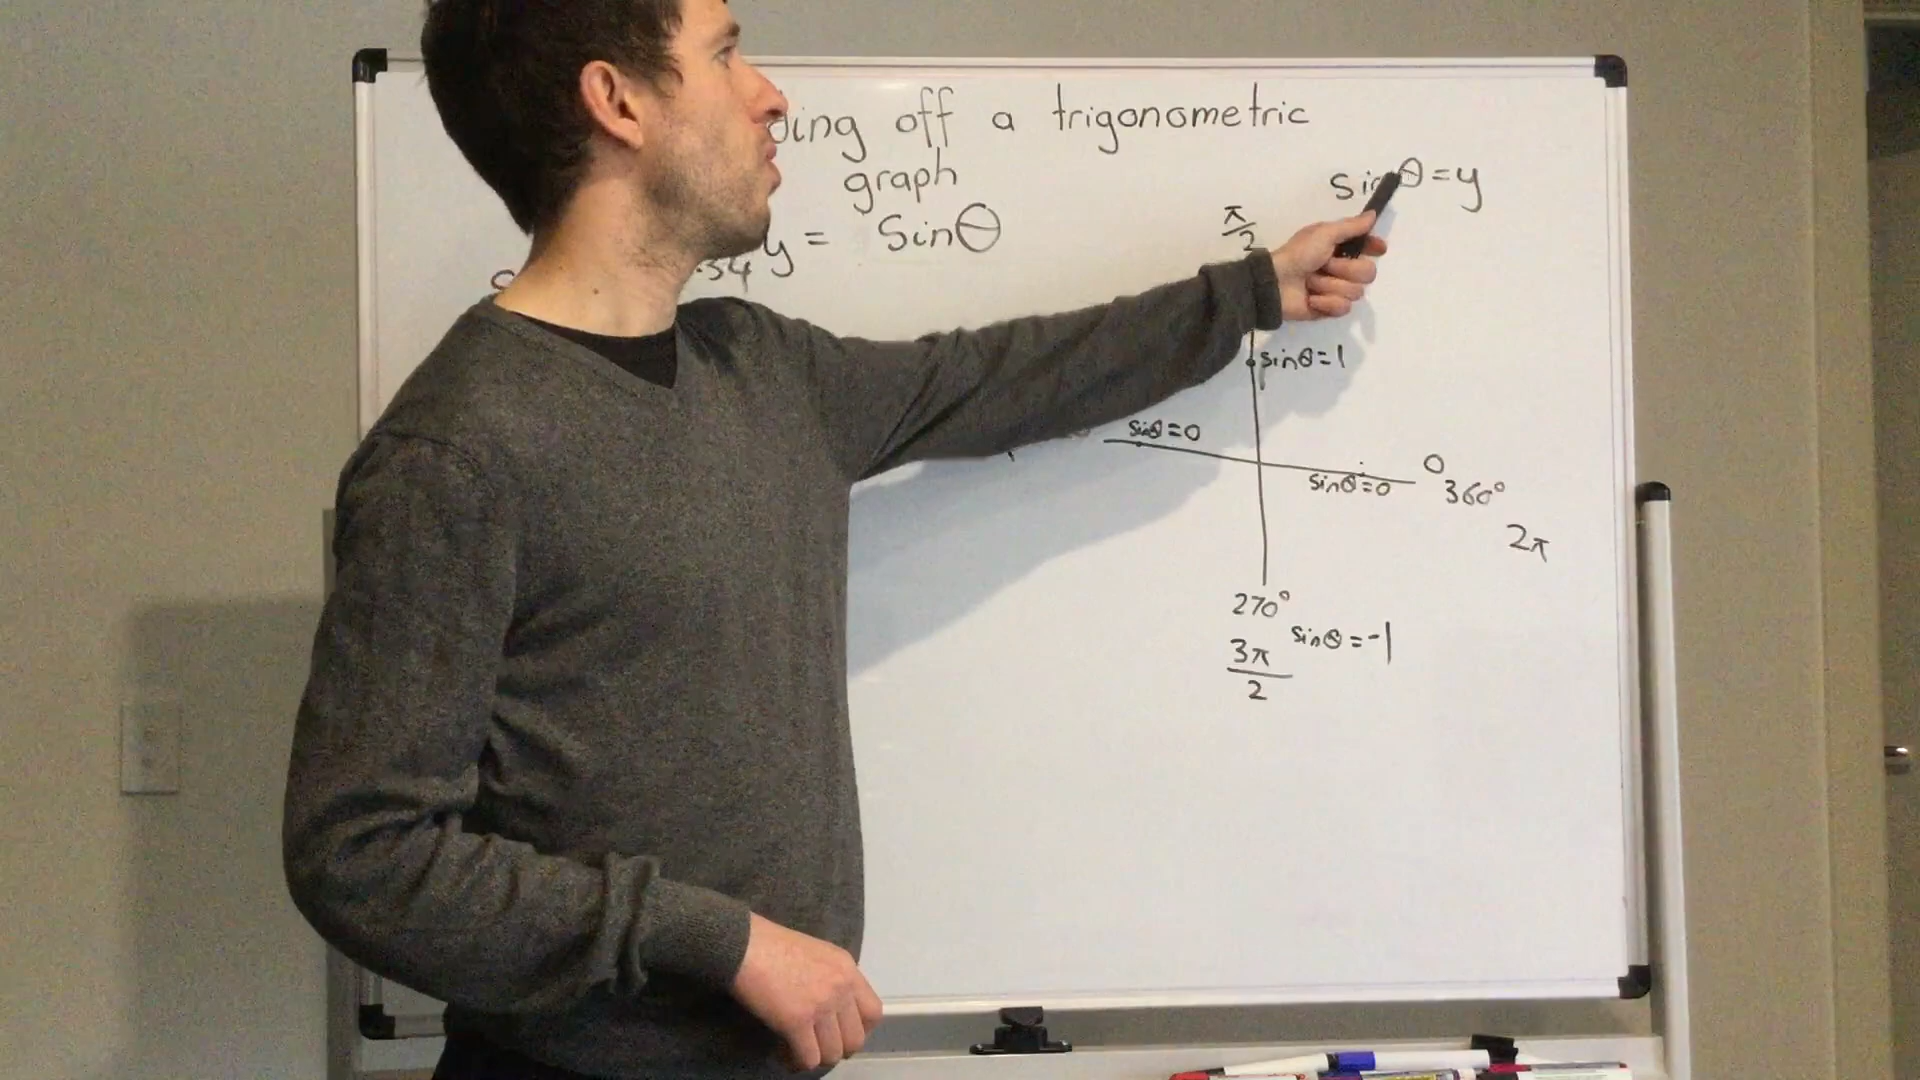 off a trigonometric
graph
y = Sinθ
sinθ = y
π/2
sinθ=1
sinθ=0
0
sinθ=0
360°
2π
270°
sinθ=-1
3π/2